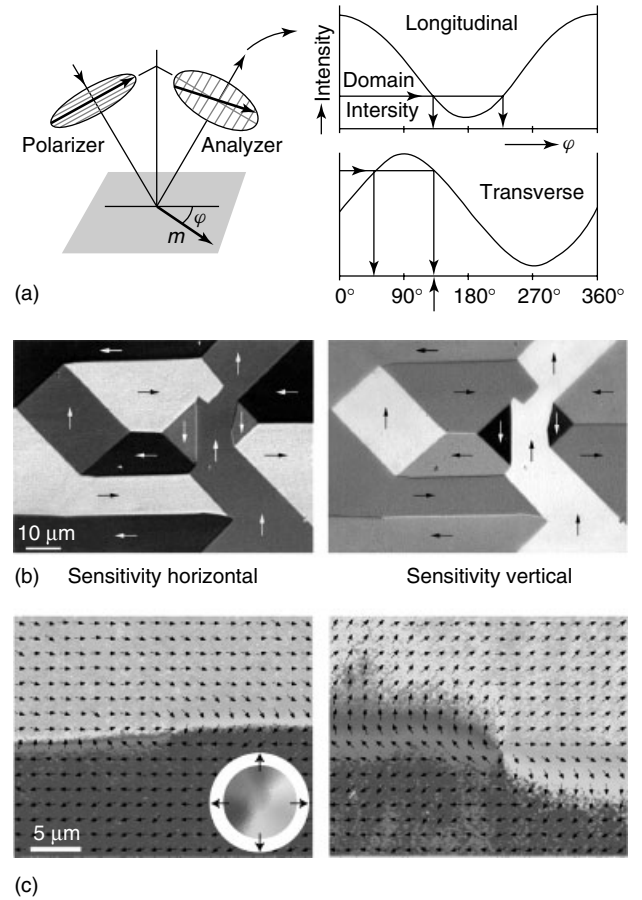 Polarizer
Analyzer
φ
m
(a)
Intensity
Longitudinal
Domain
Intersity
φ
Transverse
0° 90° 180° 270° 360°
10 μm
(b) Sensitivity horizontal Sensitivity vertical
5 μm
(c)